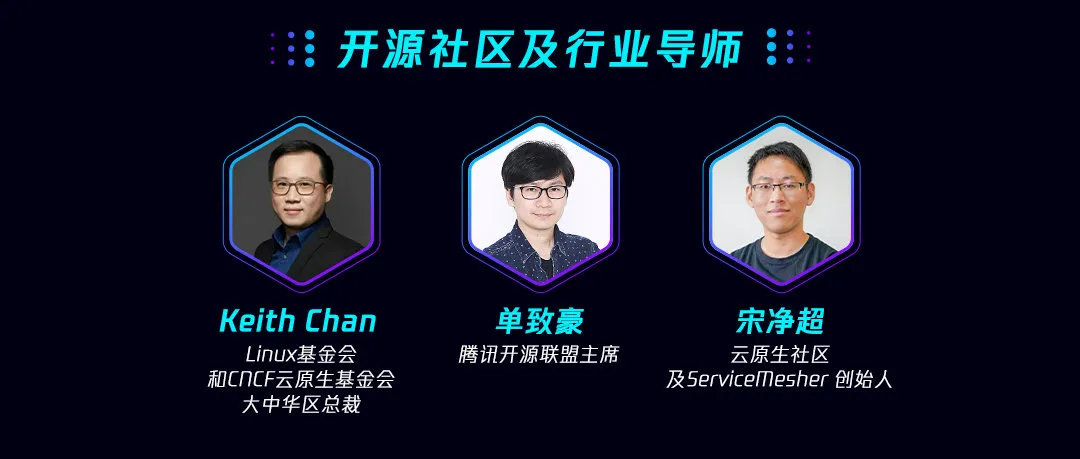 开源社区及行业导师
Keith Chan
Linux基金会
和CNCF云原生基金会
大中华区总裁
单致豪
腾讯开源联盟主席
宋净超
云原生社区
及ServiceMesher 创始人